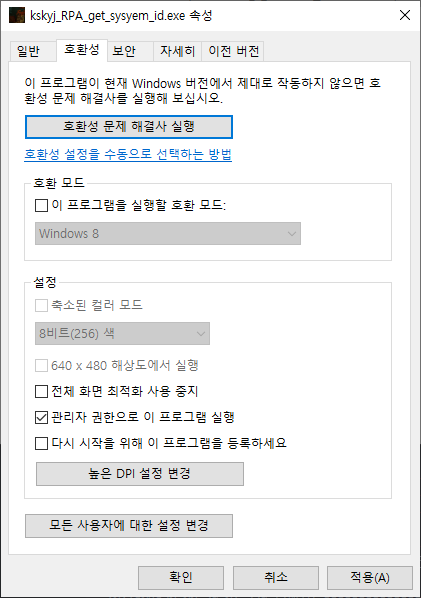 kskyj_RPA_get_sysyem_id.exe 속성
일반 호환성 보안 자세히 이전 버전
이 프로그램이 현재 Windows 버전에서 제대로 작동하지 않으면 호
환성 문제 해결사를 실행해 보십시오.
호환성 문제 해결사 실행
호환성 설정을 수동으로 선택하는 방법
호환 모드
이 프로그램을 실행할 호환 모드:
Windows 8
설정
축소된 컬러 모드
8비트(256) 색
640 x 480 해상도에서 실행
전체 화면 최적화 사용 중지
관리자 권한으로 이 프로그램 실행
다시 시작을 위해 이 프로그램을 등록하세요
높은 DPI 설정 변경
모든 사용자에 대한 설정 변경
확인 취소 적용(A)